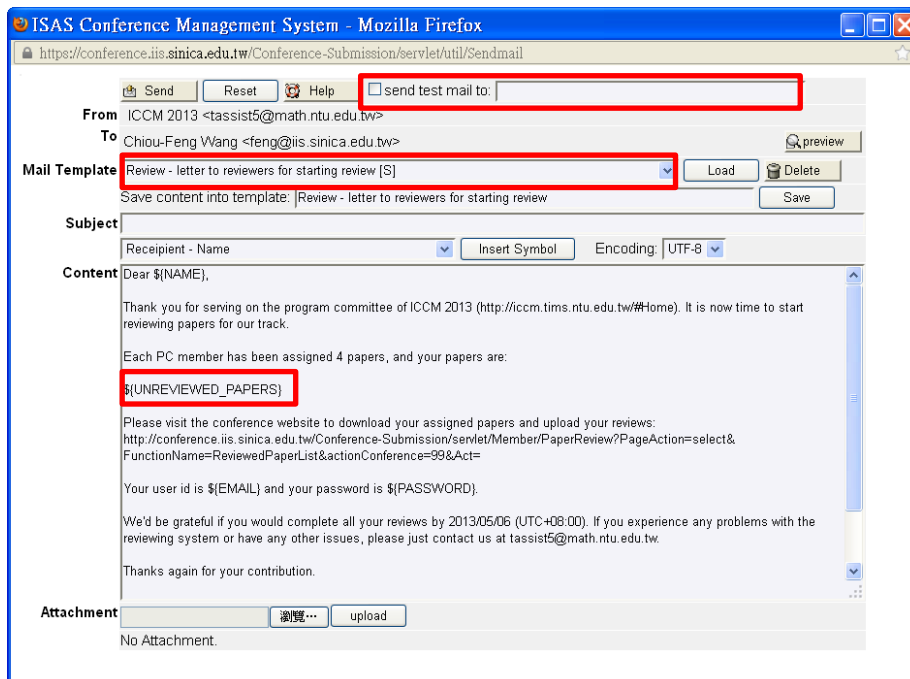 ISAS Conference Management System - Mozilla Firefox
https://conference.iis.sinica.edu.tw/Conference-Submission/servlet/util/Sendmail
Send Reset Help send test mail to:
From ICCM 2013 <tassist5@math.ntu.edu.tw>
To Chiou-Feng Wang <feng@iis.sinica.edu.tw> preview
Mail Template Review - letter to reviewers for starting review [S] Load Delete
Save content into template: Review - letter to reviewers for starting review Save
Subject
Receipient - Name Insert Symbol Encoding: UTF-8
Content Dear ${NAME},
Thank you for serving on the program committee of ICCM 2013 (http://iccm.tims.ntu.edu.tw/#Home). It is now time to start
reviewing papers for our track.
Each PC member has been assigned 4 papers, and your papers are:
${UNREVIEWED_PAPERS}
Please visit the conference website to download your assigned papers and upload your reviews:
http://conference.iis.sinica.edu.tw/Conference-Submission/servlet/Member/PaperReview?PageAction=select&
FunctionName=ReviewedPaperList&actionConference=99&Act=
Your user id is ${EMAIL} and your password is ${PASSWORD}.
We'd be grateful if you would complete all your reviews by 2013/05/06 (UTC+08:00). If you experience any problems with the
reviewing system or have any other issues, please just contact us at tassist5@math.ntu.edu.tw.
Thanks again for your contribution.
Attachment 瀏覽… upload
No Attachment.